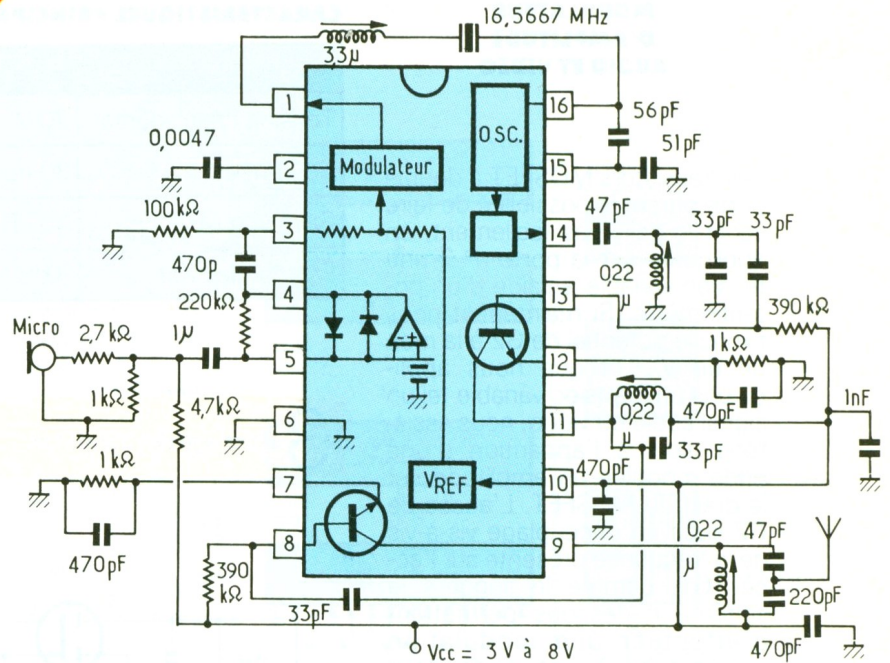 16,5667 MHz
3,3 µ
1
16
OSC.
56pF
51pF
0,0047
2
Modulateur
15
100kΩ
3
14
47pF
33pF
33pF
470p
0,22
µ
220kΩ
4
13
390 kΩ
Micro
2,7kΩ
1µ
-+
5
12
1kΩ
1kΩ
4,7kΩ
6
11
0,22
µ
470pF
33pF
1nF
1kΩ
7
VREF
10
470pF
470pF
8
9
0,22
µ
47pF
390
kΩ
33pF
220pF
470pF
Vcc = 3V à 8V